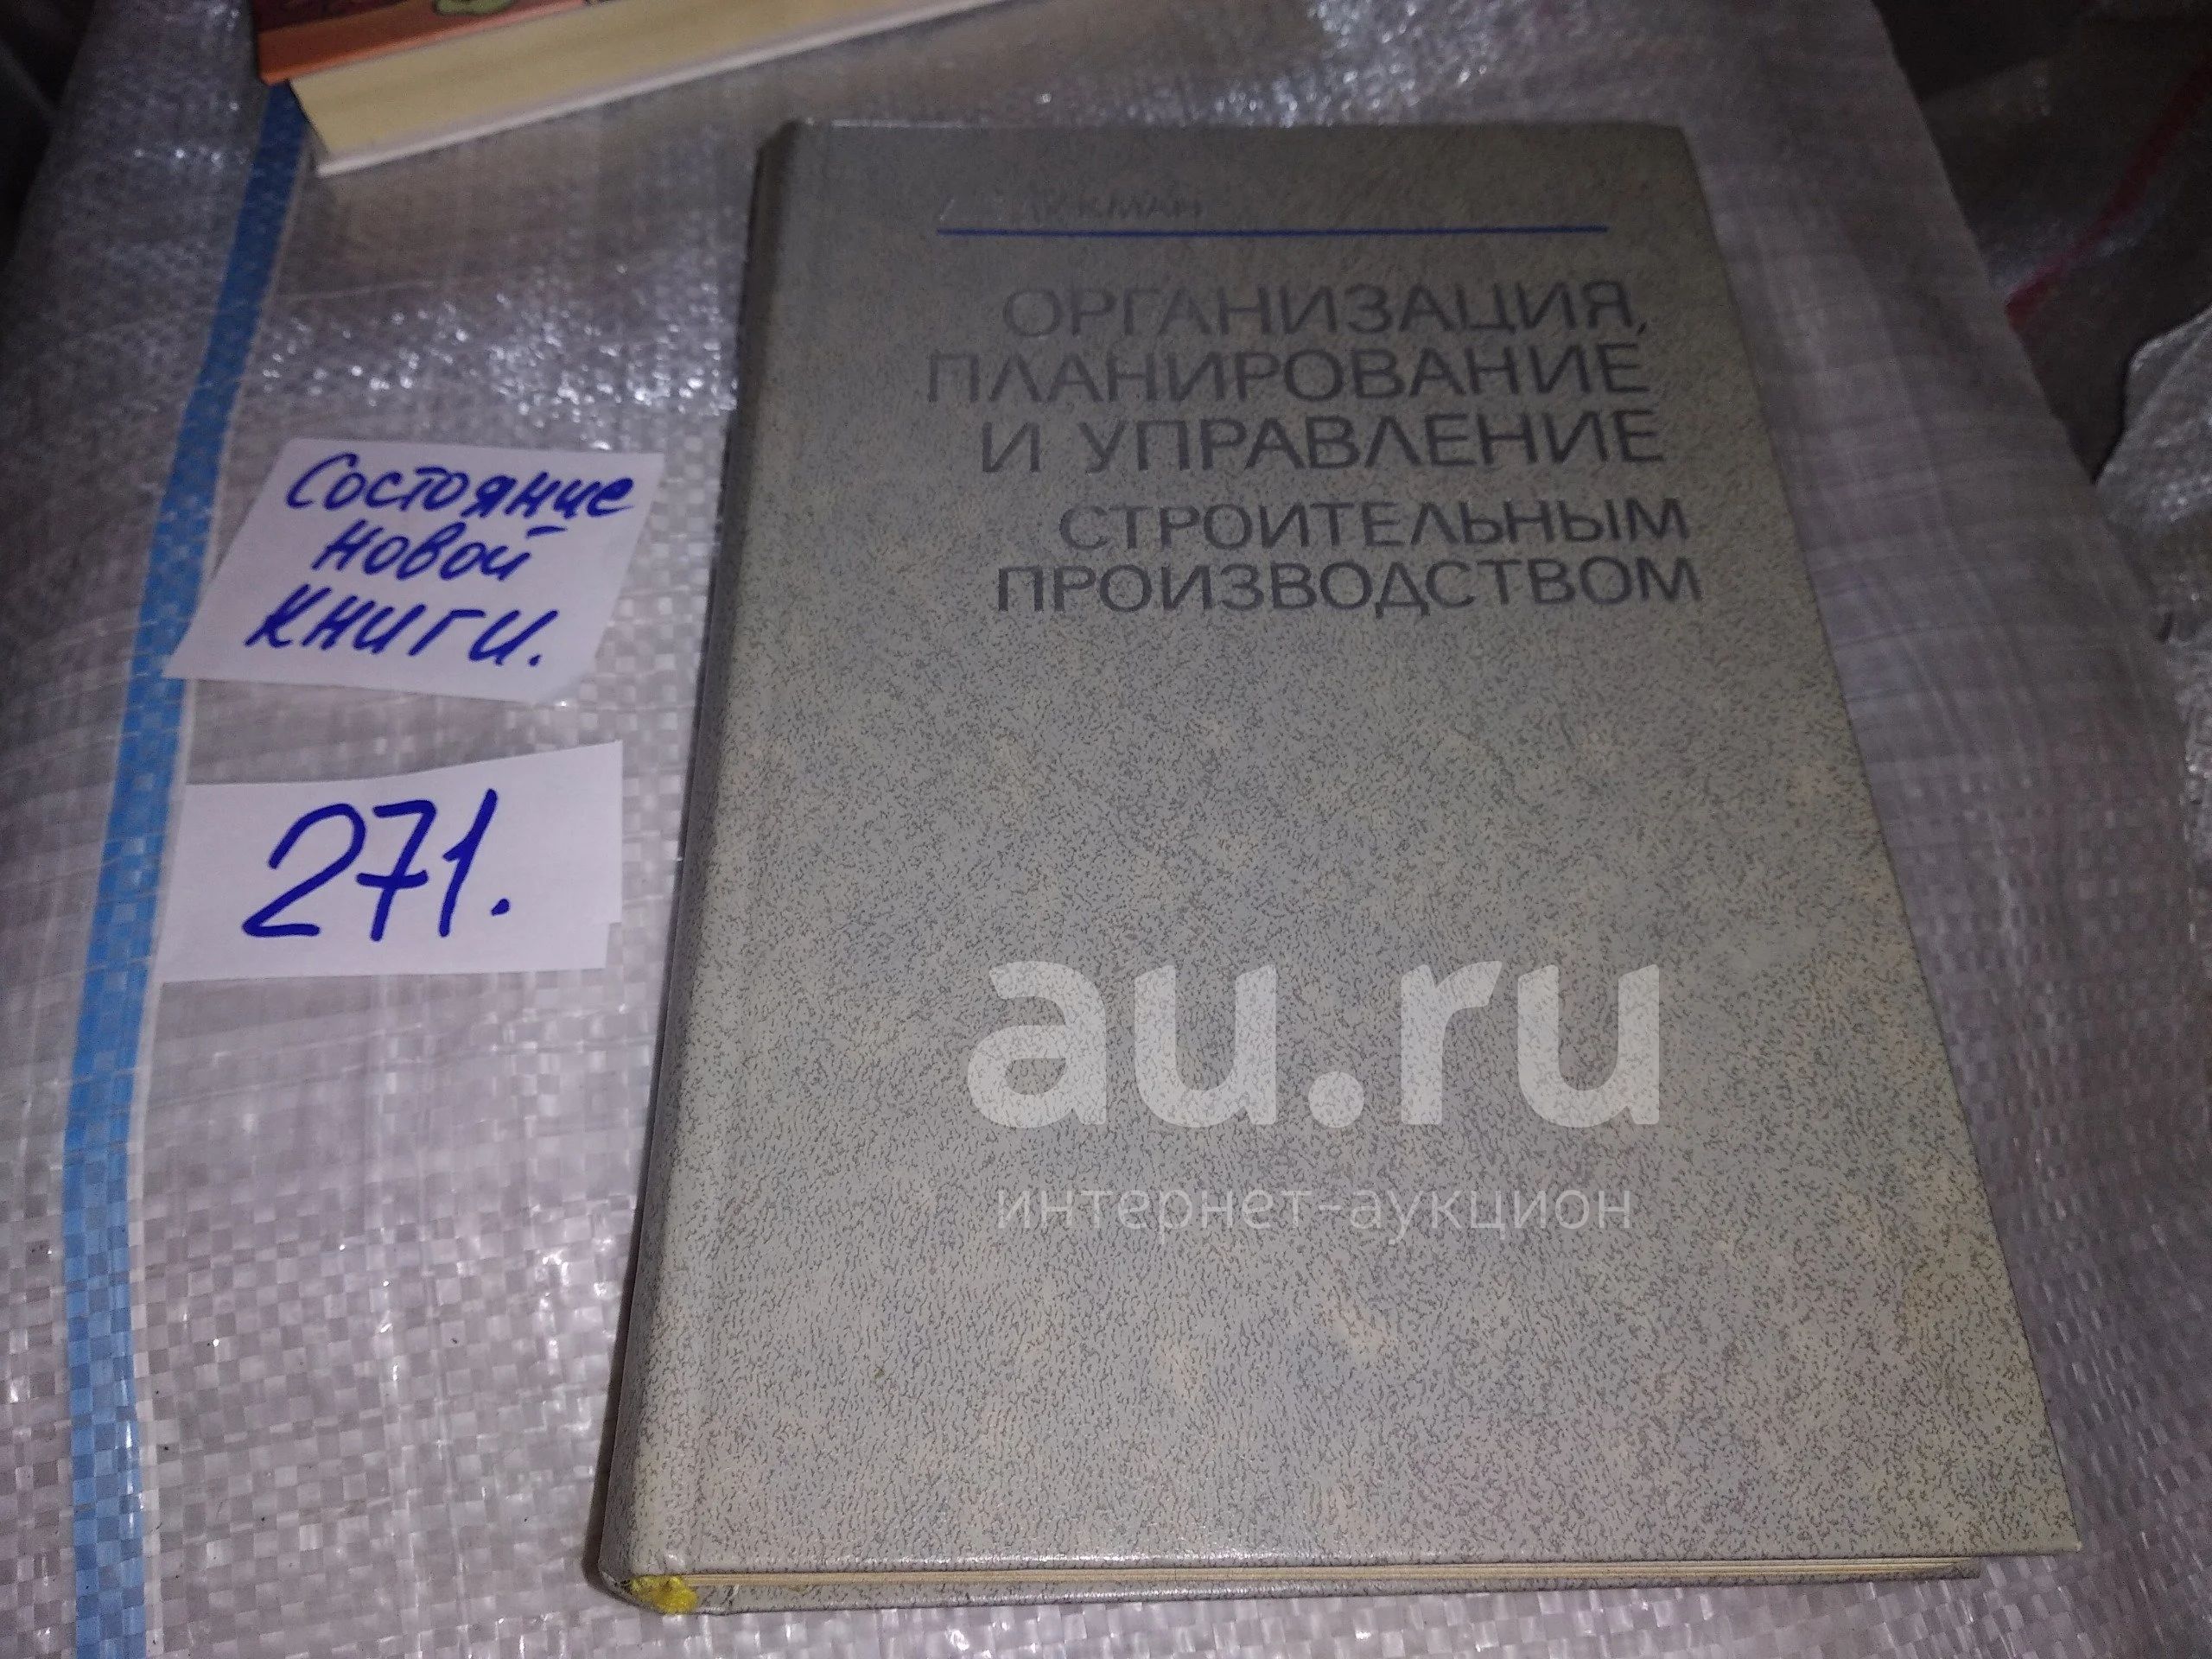 ОРГАНИЗАЦИЯ,
ПЛАНИРОВАНИЕ
И УПРАВЛЕНИЕ
СТРОИТЕЛЬНЫМ
ПРОИЗВОДСТВОМ
Состояние
новой
книги.
271.
au.ru
интернет-аукцион